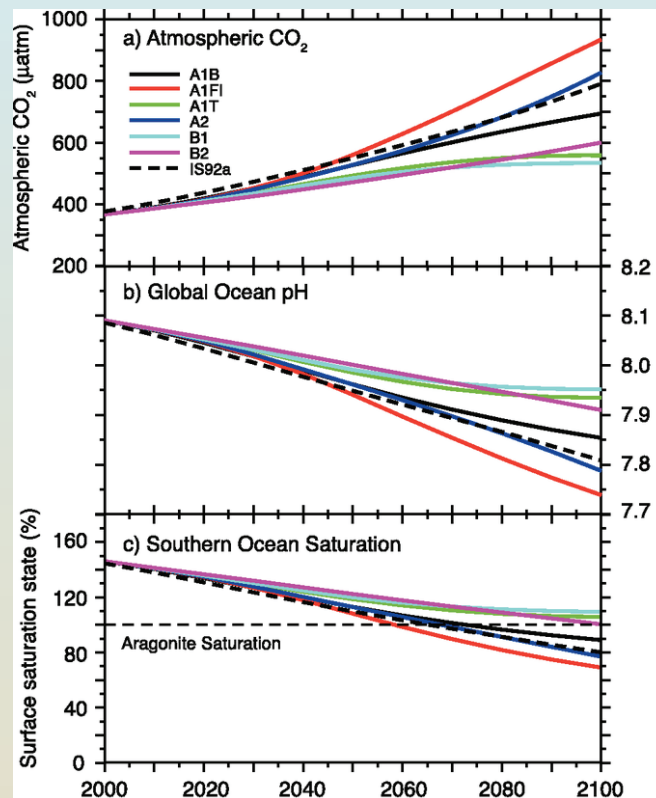 1000
a) Atmospheric CO₂
Atmospheric CO₂ (µatm)
800
600
400
200
A1B
A1FI
A1T
A2
B1
B2
IS92a
b) Global Ocean pH
8.2
8.1
8.0
7.9
7.8
7.7
c) Southern Ocean Saturation
Surface saturation state (%)
160
120
80
40
0
Aragonite Saturation
2000 2020 2040 2060 2080 2100